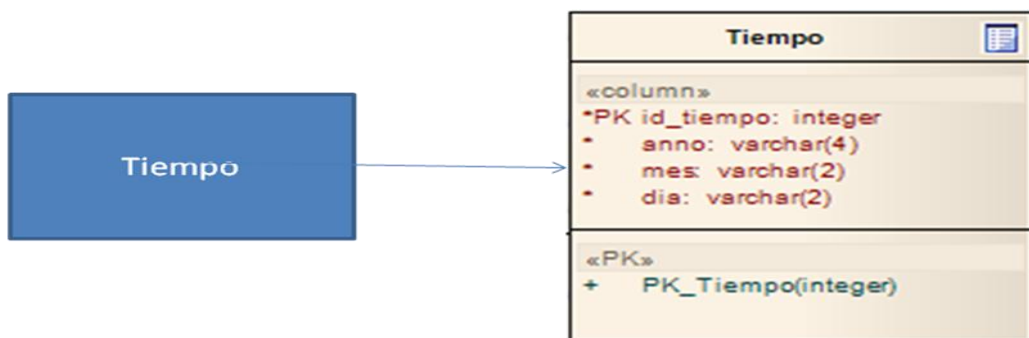 Tiempo
Tiempo
«column»
*PK id_tiempo: integer
* anno: varchar(4)
* mes: varchar(2)
* dia: varchar(2)
«PK»
+ PK_Tiempo(integer)